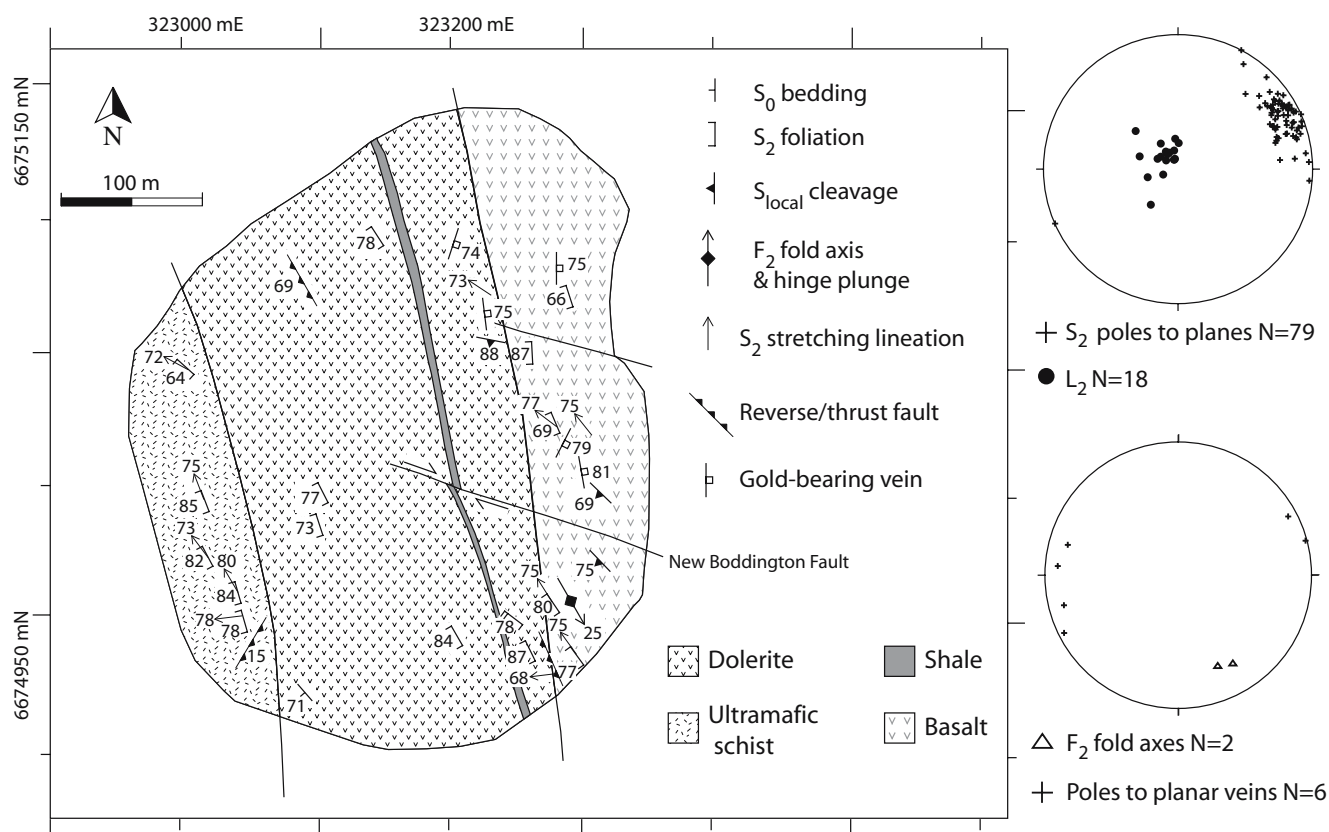 323000 mE
323200 mE
6675150 mN
6674950 mN
N
100 m
S0 bedding
S2 foliation
Slocal cleavage
F2 fold axis
& hinge plunge
S2 stretching lineation
Reverse/thrust fault
Gold-bearing vein
78
74
69
73
75
66
75
88
87
72
64
77
75
69
79
81
69
75
85
77
73
73
82
80
New Boddington Fault
75
75
84
80
78
78
78
75
25
84
87
15
68
77
71
Dolerite
Shale
Ultramafic
schist
Basalt
S2 poles to planes N=79
L2 N=18
F2 fold axes N=2
Poles to planar veins N=6